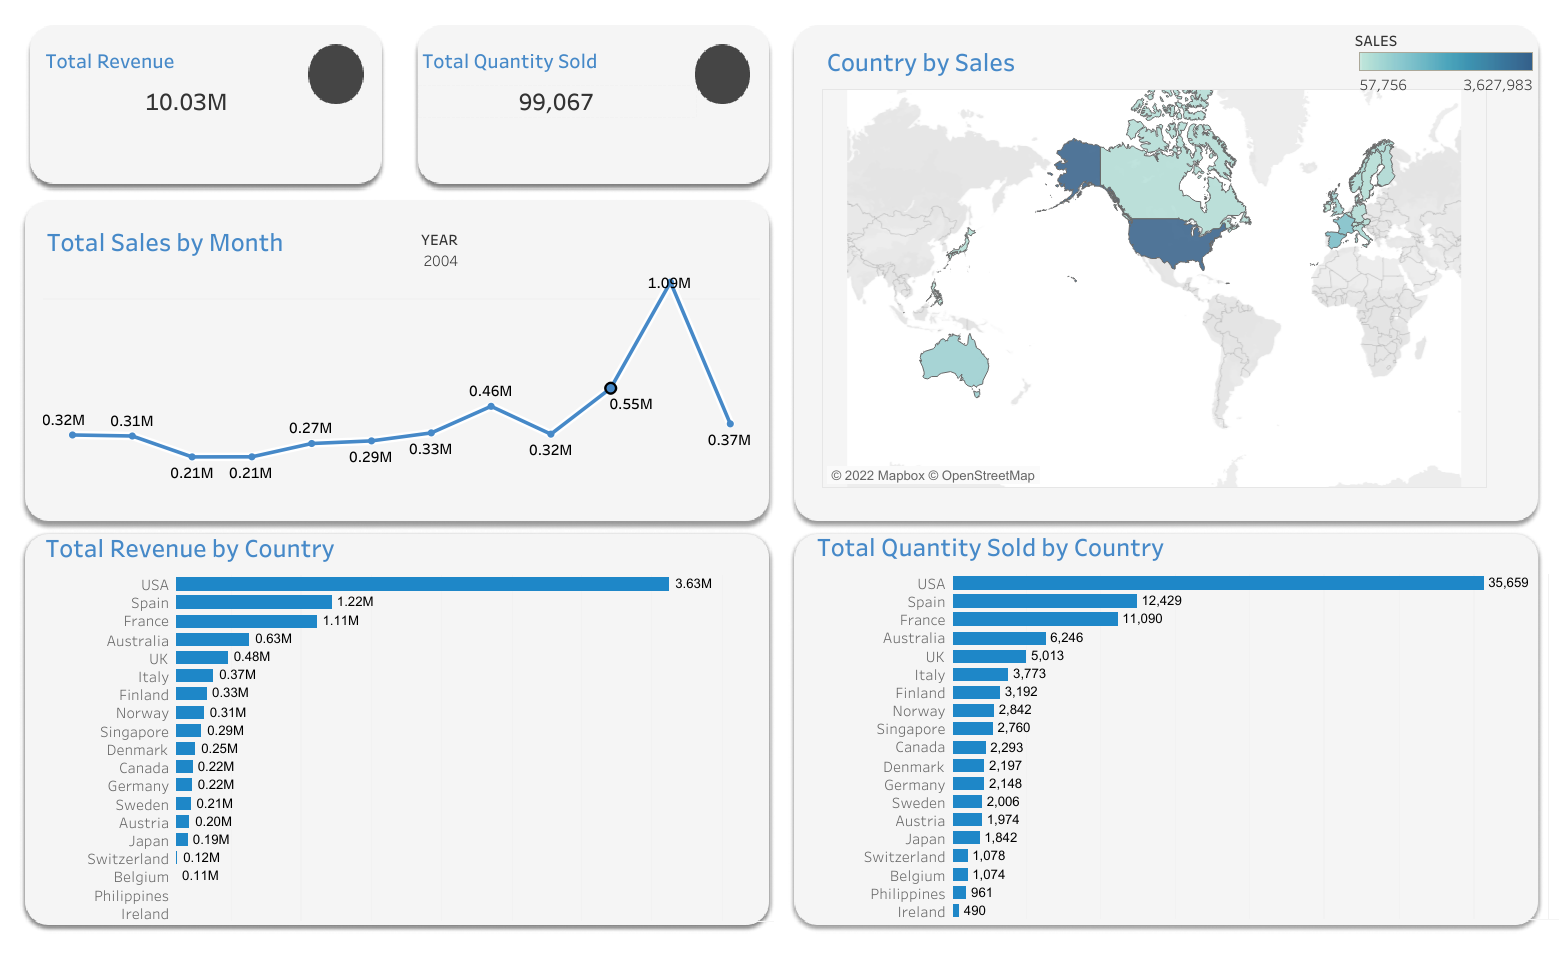 Total Revenue
10.03M
Total Quantity Sold
99,067
Country by Sales
SALES
57,756 3,627,983
© 2022 Mapbox © OpenStreetMap
Total Sales by Month
YEAR
2004
0.32M
0.31M
0.21M
0.21M
0.27M
0.29M
0.33M
0.46M
0.32M
0.55M
1.09M
0.37M
Total Revenue by Country
USA 3.63M
Spain 1.22M
France 1.11M
Australia 0.63M
UK 0.48M
Italy 0.37M
Finland 0.33M
Norway 0.31M
Singapore 0.29M
Denmark 0.25M
Canada 0.22M
Germany 0.22M
Sweden 0.21M
Austria 0.20M
Japan 0.19M
Switzerland 0.12M
Belgium 0.11M
Philippines
Ireland
Total Quantity Sold by Country
USA 35,659
Spain 12,429
France 11,090
Australia 6,246
UK 5,013
Italy 3,773
Finland 3,192
Norway 2,842
Singapore 2,760
Canada 2,293
Denmark 2,197
Germany 2,148
Sweden 2,006
Austria 1,974
Japan 1,842
Switzerland 1,078
Belgium 1,074
Philippines 961
Ireland 490